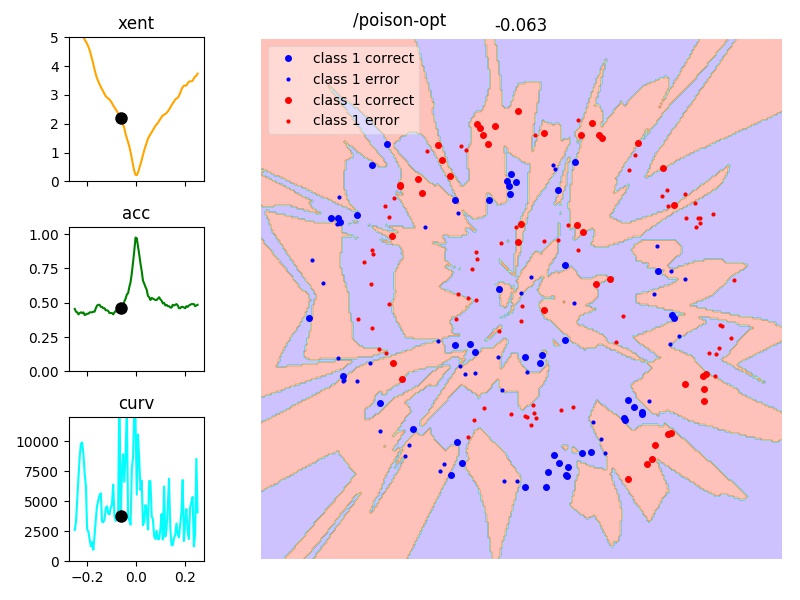 /poison-opt
-0.063
xent
5
4
3
2
1
0
acc
1.00
0.75
0.50
0.25
0.00
curv
10000
7500
5000
2500
0
−0.2 0.0 0.2
class 1 correct
class 1 error
class 1 correct
class 1 error